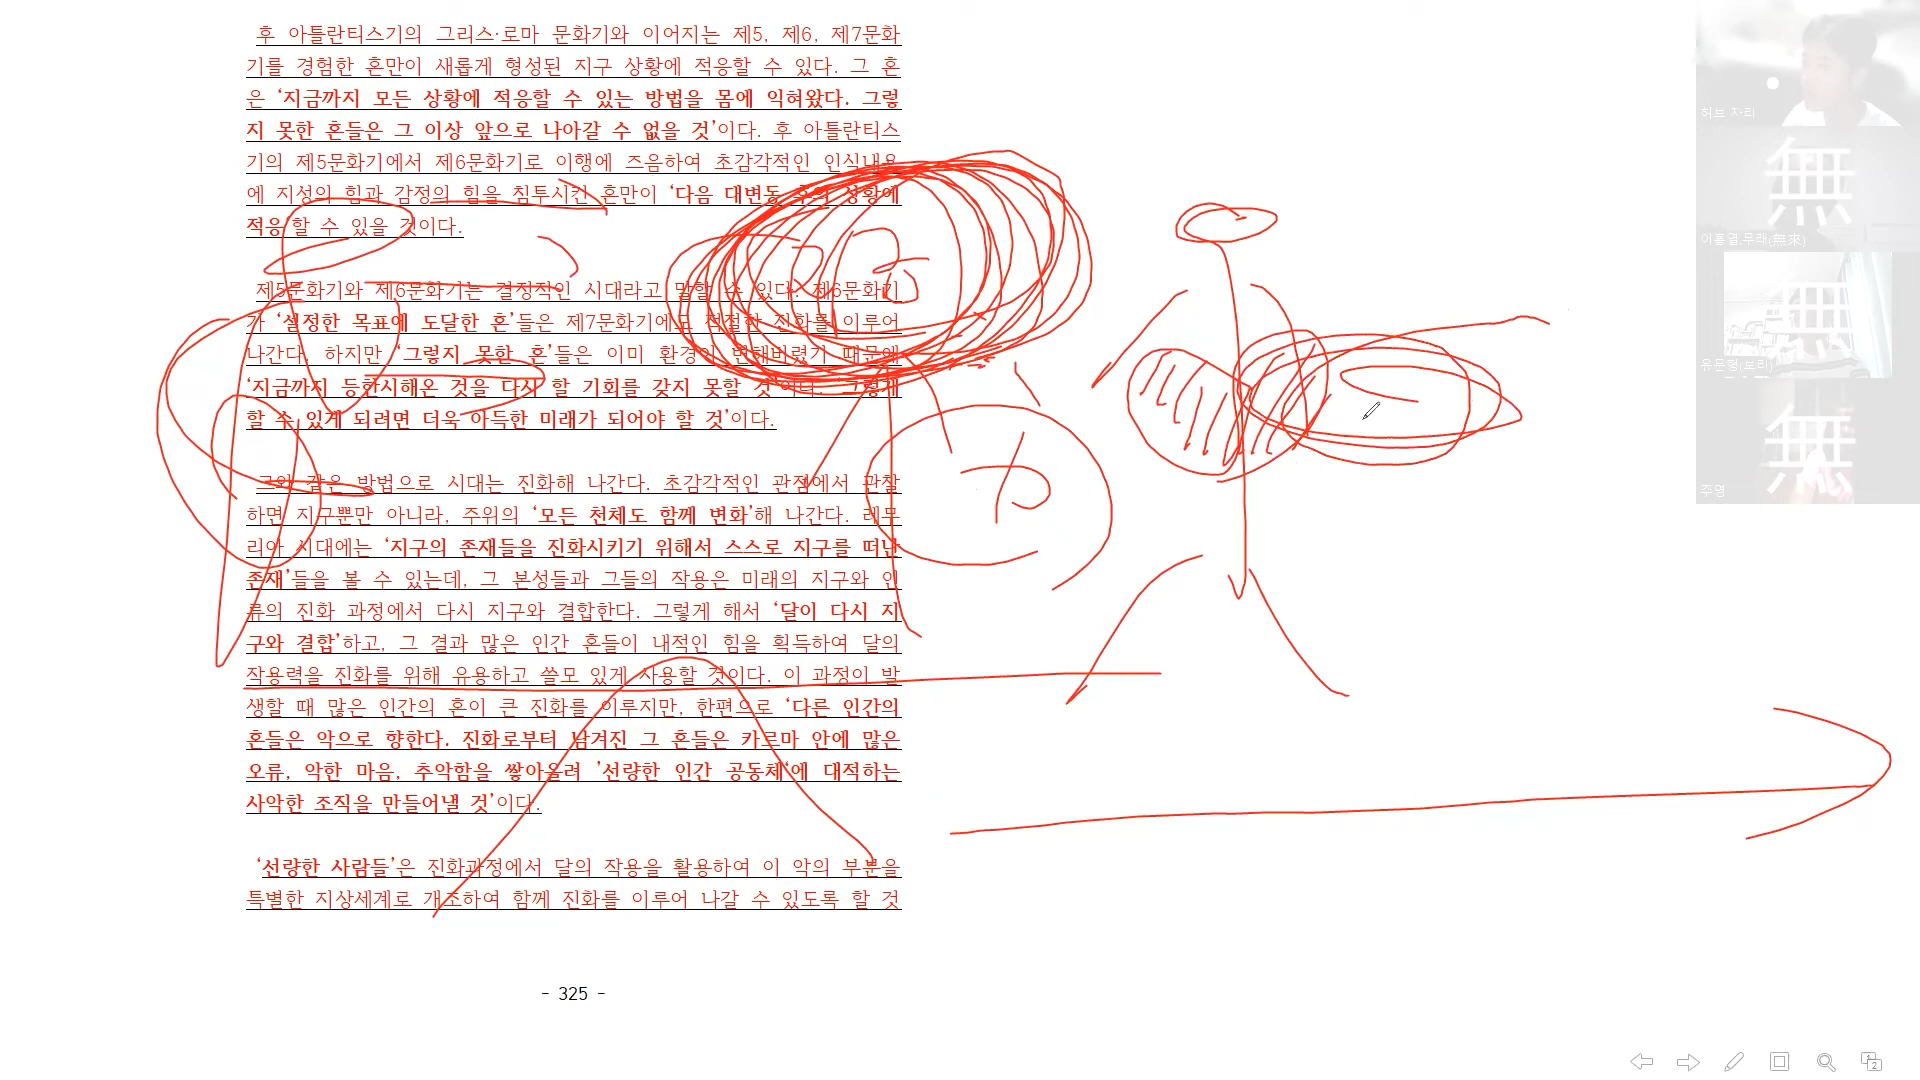 후 아틀란티스기의 그리스·로마 문화기와 이어지는 제5, 제6, 제7문화
기를 경험한 혼만이 새롭게 형성된 지구 상황에 적응할 수 있다. 그 혼
은 ‘지금까지 모든 상황에 적응할 수 있는 방법을 몸에 익혀왔다. 그렇
지 못한 혼들은 그 이상 앞으로 나아갈 수 없을 것’이다. 후 아틀란티스
기의 제5문화기에서 제6문화기로 이행에 즈음하여 초감각적인 인식내용
에 지성의 힘과 감정의 힘을 침투시킨 혼만이 ‘다음 대변동 후의 상황에
적응’할 수 있을 것이다.
제5문화기와 제6문화기는 결정적인 시대라고 말할 수 있다. 제6문화기
가 ‘설정한 목표에 도달한 혼’들은 제7문화기에도 적절한 진화를 이루어
나간다. 하지만 ‘그렇지 못한 혼’들은 이미 환경이 변해버렸기 때문에
‘지금까지 등한시해온 것을 다시 할 기회를 갖지 못할 것’이다. ‘그렇게
할 수 있게 되려면 더욱 아득한 미래가 되어야 할 것’이다.
그와 같은 방법으로 시대는 진화해 나간다. 초감각적인 관점에서 관찰
하면 지구뿐만 아니라, 주위의 ‘모든 천체도 함께 변화’해 나간다. 레무
리아 시대에는 ‘지구의 존재들을 진화시키기 위해서 스스로 지구를 떠난
존재’들을 볼 수 있는데, 그 본성들과 그들의 작용은 미래의 지구와 인
류의 진화 과정에서 다시 지구와 결합한다. 그렇게 해서 ‘달이 다시 지
구와 결합’하고, 그 결과 많은 인간 혼들이 내적인 힘을 획득하여 달의
작용력을 진화를 위해 유용하고 쓸모 있게 사용할 것이다. 이 과정이 발
생할 때 많은 인간의 혼이 큰 진화를 이루지만, 한편으로 ‘다른 인간의
혼들은 악으로 향한다. 진화로부터 남겨진 그 혼들은 카르마 안에 많은
오류, 악한 마음, 추악함을 쌓아올려 ’선량한 인간 공동체‘에 대적하는
사악한 조직을 만들어낼 것’이다.
‘선량한 사람들’은 진화과정에서 달의 작용을 활용하여 이 악의 부분을
특별한 지상세계로 개조하여 함께 진화를 이루어 나갈 수 있도록 할 것
- 325 -
허브 자리
無
이홍열,무래(無來)
無
유문형(보리)
無
주영